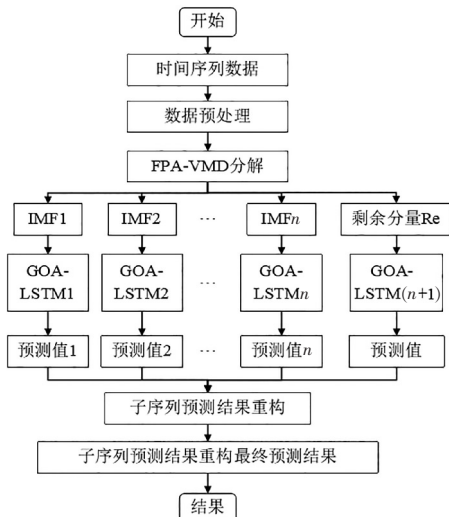 开始
时间序列数据
数据预处理
FPA-VMD分解
IMF1 IMF2 ··· IMFn 剩余分量Re
GOA- GOA- GOA- GOA-
LSTM1 LSTM2 ··· LSTMn LSTM(n+1)
预测值1 预测值2 ··· 预测值n 预测值
子序列预测结果重构
子序列预测结果重构最终预测结果
结果